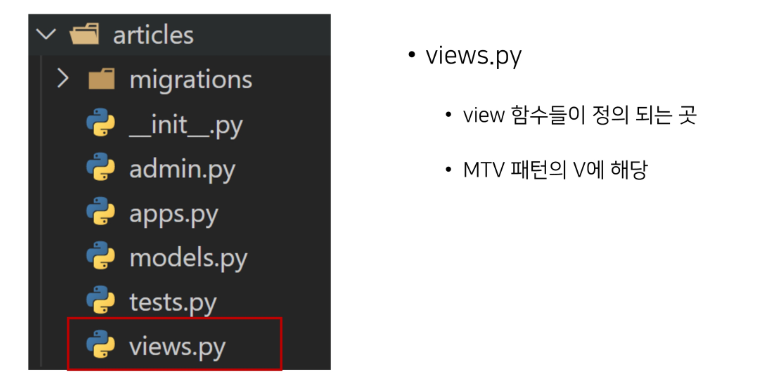 articles
migrations
__init__.py
admin.py
apps.py
models.py
tests.py
views.py
• views.py
• view 함수들이 정의 되는 곳
• MTV 패턴의 V에 해당